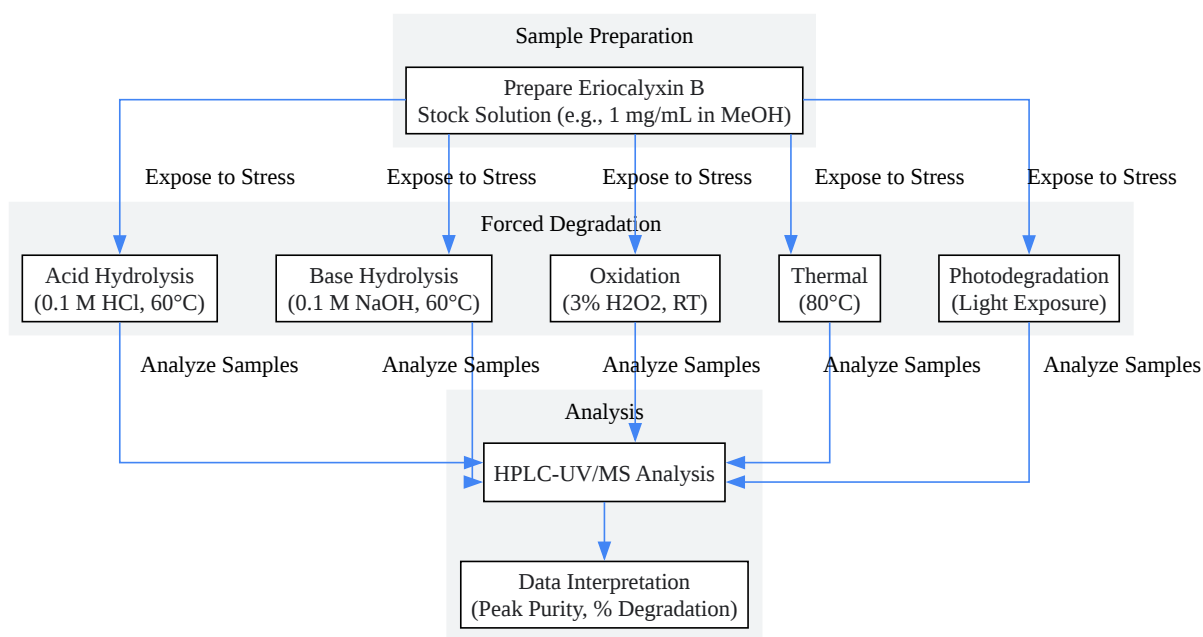 Sample Preparation
Prepare Eriocalyxin B
Stock Solution (e.g., 1 mg/mL in MeOH)
Expose to Stress
Expose to Stress
Expose to Stress
Expose to Stress
Expose to Stress
Forced Degradation
Acid Hydrolysis
(0.1 M HCl, 60°C)
Base Hydrolysis
(0.1 M NaOH, 60°C)
Oxidation
(3% H2O2, RT)
Thermal
(80°C)
Photodegradation
(Light Exposure)
Analyze Samples
Analyze Samples
Analyze Samples
Analyze Samples
Analyze Samples
Analysis
HPLC-UV/MS Analysis
Data Interpretation
(Peak Purity, % Degradation)